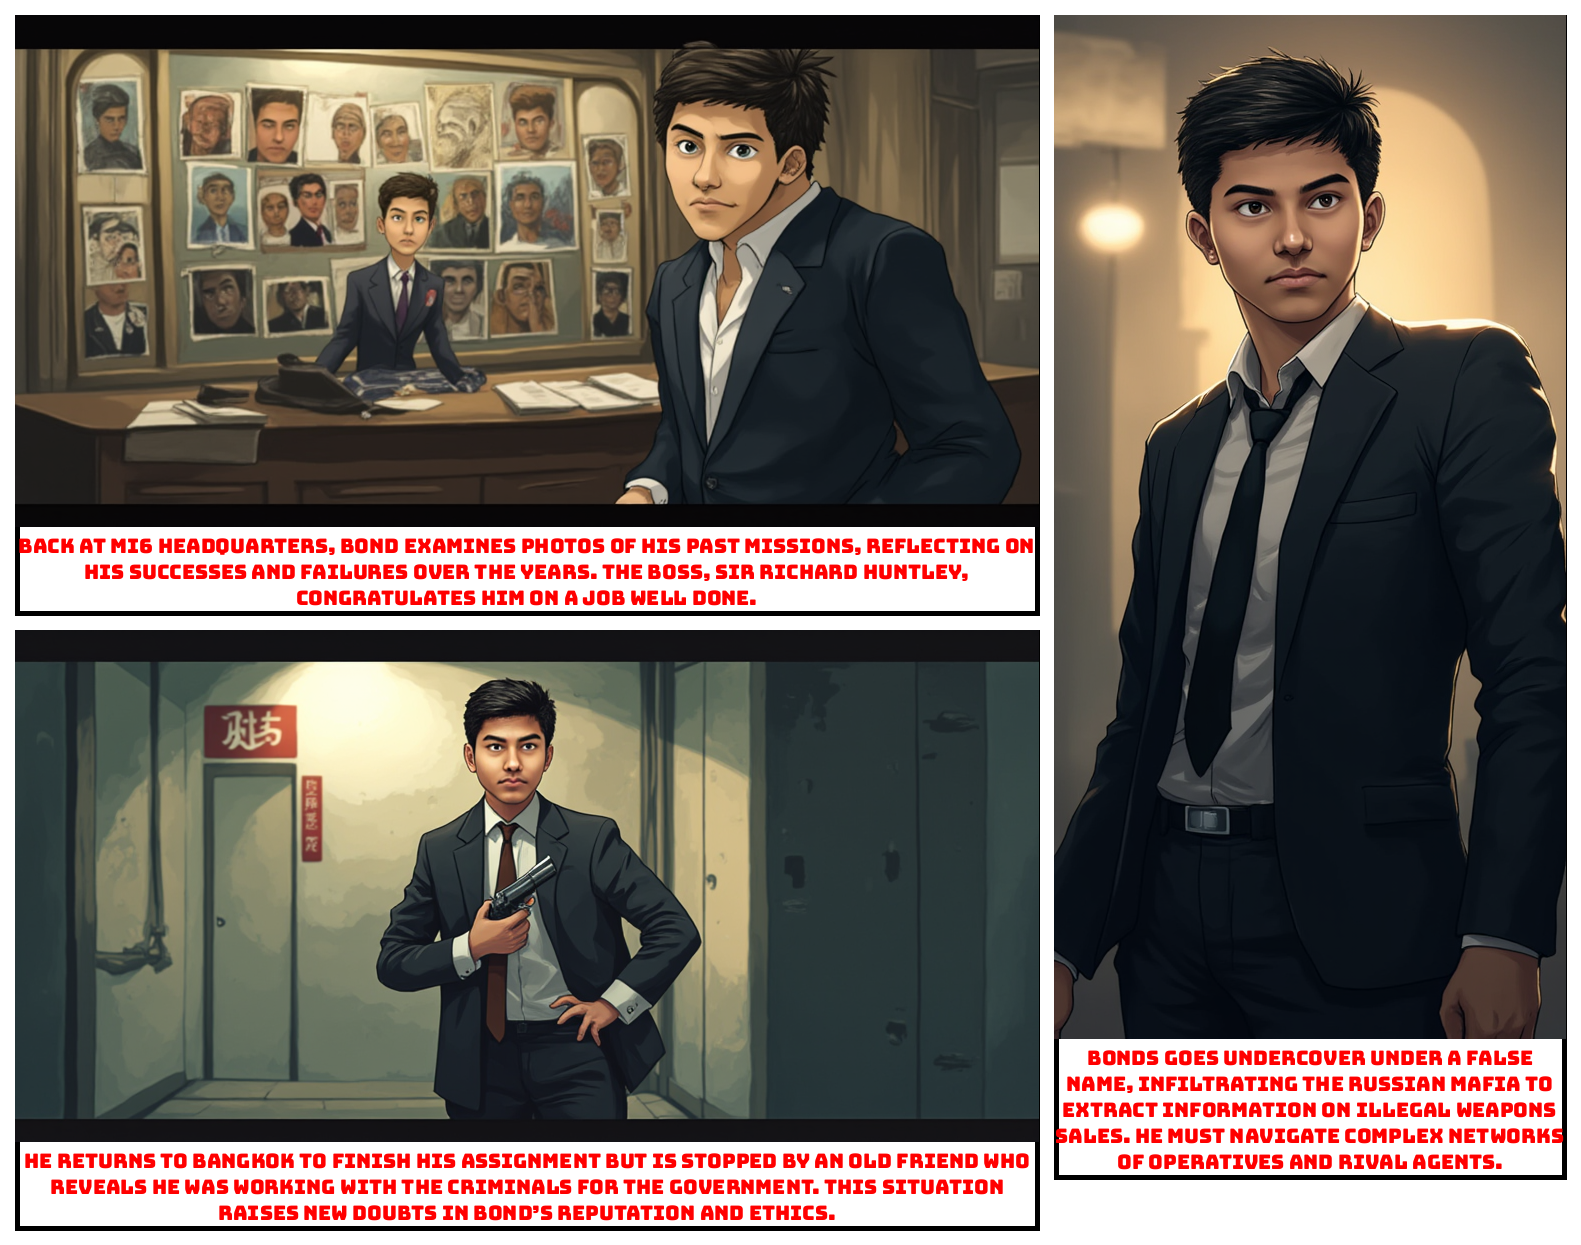 BACK AT MI6 HEADQUARTERS, BOND EXAMINES PHOTOS OF HIS PAST MISSIONS, REFLECTING ON
HIS SUCCESSES AND FAILURES OVER THE YEARS. THE BOSS, SIR RICHARD HUNTLEY,
CONGRATULATES HIM ON A JOB WELL DONE.
BONDS GOES UNDERCOVER UNDER A FALSE
NAME, INFILTRATING THE RUSSIAN MAFIA TO
EXTRACT INFORMATION ON ILLEGAL WEAPONS
SALES. HE MUST NAVIGATE COMPLEX NETWORKS
OF OPERATIVES AND RIVAL AGENTS.
HE RETURNS TO BANGKOK TO FINISH HIS ASSIGNMENT BUT IS STOPPED BY AN OLD FRIEND WHO
REVEALS HE WAS WORKING WITH THE CRIMINALS FOR THE GOVERNMENT. THIS SITUATION
RAISES NEW DOUBTS IN BOND'S REPUTATION AND ETHICS.